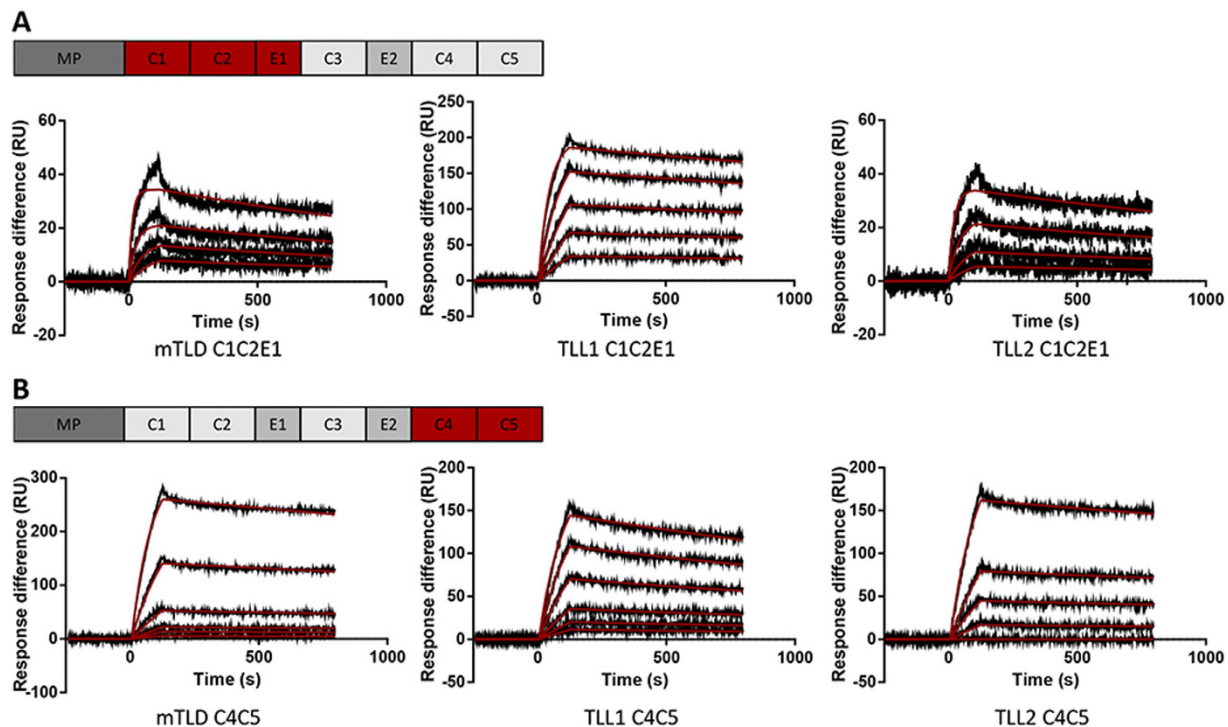 A
MP C1 C2 E1 C3 E2 C4 C5
Response difference (RU)
60
40
20
0
-20
0 500 1000
Time (s)
mTLD C1C2E1
Response difference (RU)
250
200
150
100
50
0
-50
0 500 1000
Time (s)
TLL1 C1C2E1
Response difference (RU)
60
40
20
0
-20
0 500 1000
Time (s)
TLL2 C1C2E1
B
MP C1 C2 E1 C3 E2 C4 C5
Response difference (RU)
300
200
100
0
-100
0 500 1000
Time (s)
mTLD C4C5
Response difference (RU)
200
150
100
50
0
-50
0 500 1000
Time (s)
TLL1 C4C5
Response difference (RU)
200
150
100
50
0
-50
0 500 1000
Time (s)
TLL2 C4C5